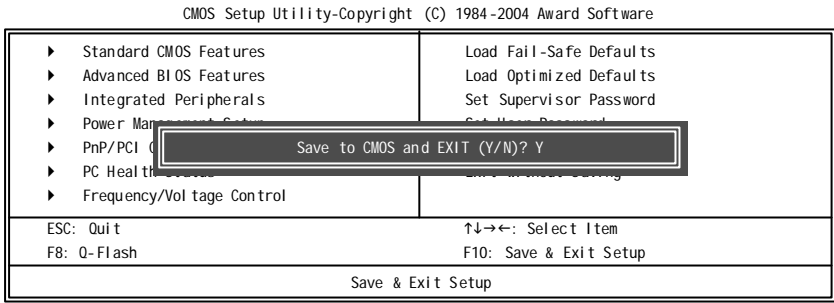 CMOS Setup Utility-Copyright (C) 1984-2004 Award Software
Standard CMOS Features
Advanced BIOS Features
Integrated Peripherals
Power
PnP/PCI
PC Health
Frequency/Voltage Control
Load Fail-Safe Defaults
Load Optimized Defaults
Set Supervisor Password
Save to CMOS and EXIT (Y/N)? Y
ESC: Quit
F8: Q-Flash
↑↓→←: Select Item
F10: Save & Exit Setup
Save & Exit Setup